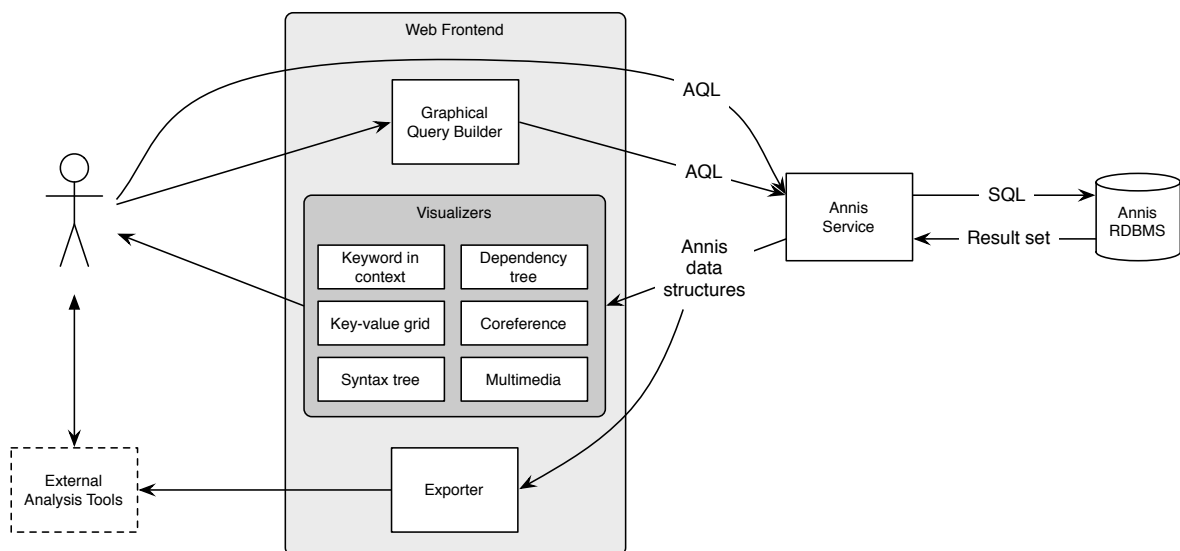 Web Frontend
Graphical
Query Builder
AQL
AQL
Visualizers
Keyword in
context
Dependency
tree
Key-value grid
Coreference
Syntax tree
Multimedia
Annis
data
structures
Annis
Service
SQL
Result set
Annis
RDBMS
External
Analysis Tools
Exporter